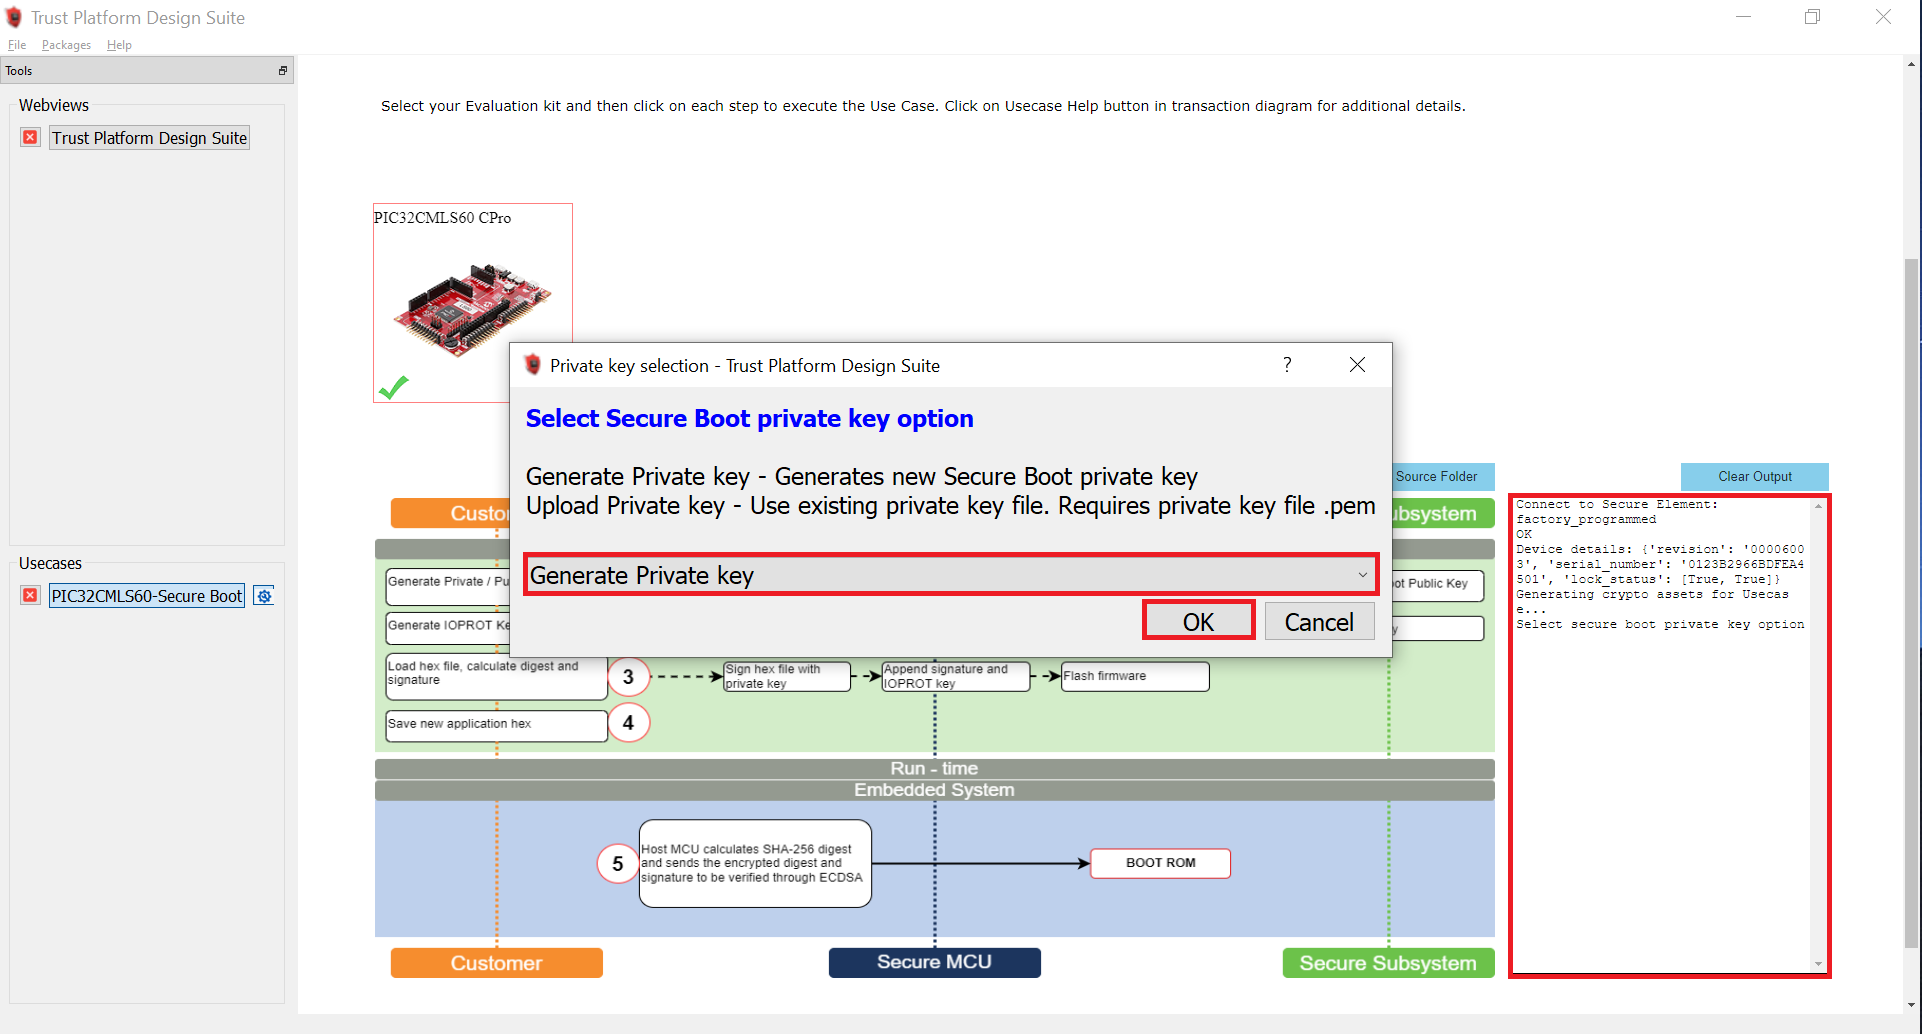 Trust Platform Design Suite
File Packages Help
Tools
Webviews
Trust Platform Design Suite
Usecases
PIC32CMLS60-Secure Boot
Select your Evaluation kit and then click on each step to execute the Use Case. Click on Usecase Help button in transaction diagram for additional details.
PIC32CMLS60 CPro
Private key selection - Trust Platform Design Suite
?
Select Secure Boot private key option
Generate Private key - Generates new Secure Boot private key
Upload Private key - Use existing private key file. Requires private key file .pem
Generate Private key
OK Cancel
Source Folder
Clear Output
Custo
ubsystem
Generate Private / Pu
ot Public Key
Generate IOPROT Ke
y
Load hex file, calculate digest and
signature
3
Sign hex file with
private key
Append signature and
IOPROT key
Flash firmware
Save new application hex
4
Run - time
Embedded System
5
Host MCU calculates SHA-256 digest
and sends the encrypted digest and
signature to be verified through ECDSA
BOOT ROM
Customer
Secure MCU
Secure Subsystem
Connect to Secure Element:
factory_programmed
OK
Device details: {'revision': '0000600
3', 'serial_number': '0123B2966BDFEA4
501', 'lock_status': [True, True]}
Generating crypto assets for Usecas
e...
Select secure boot private key option